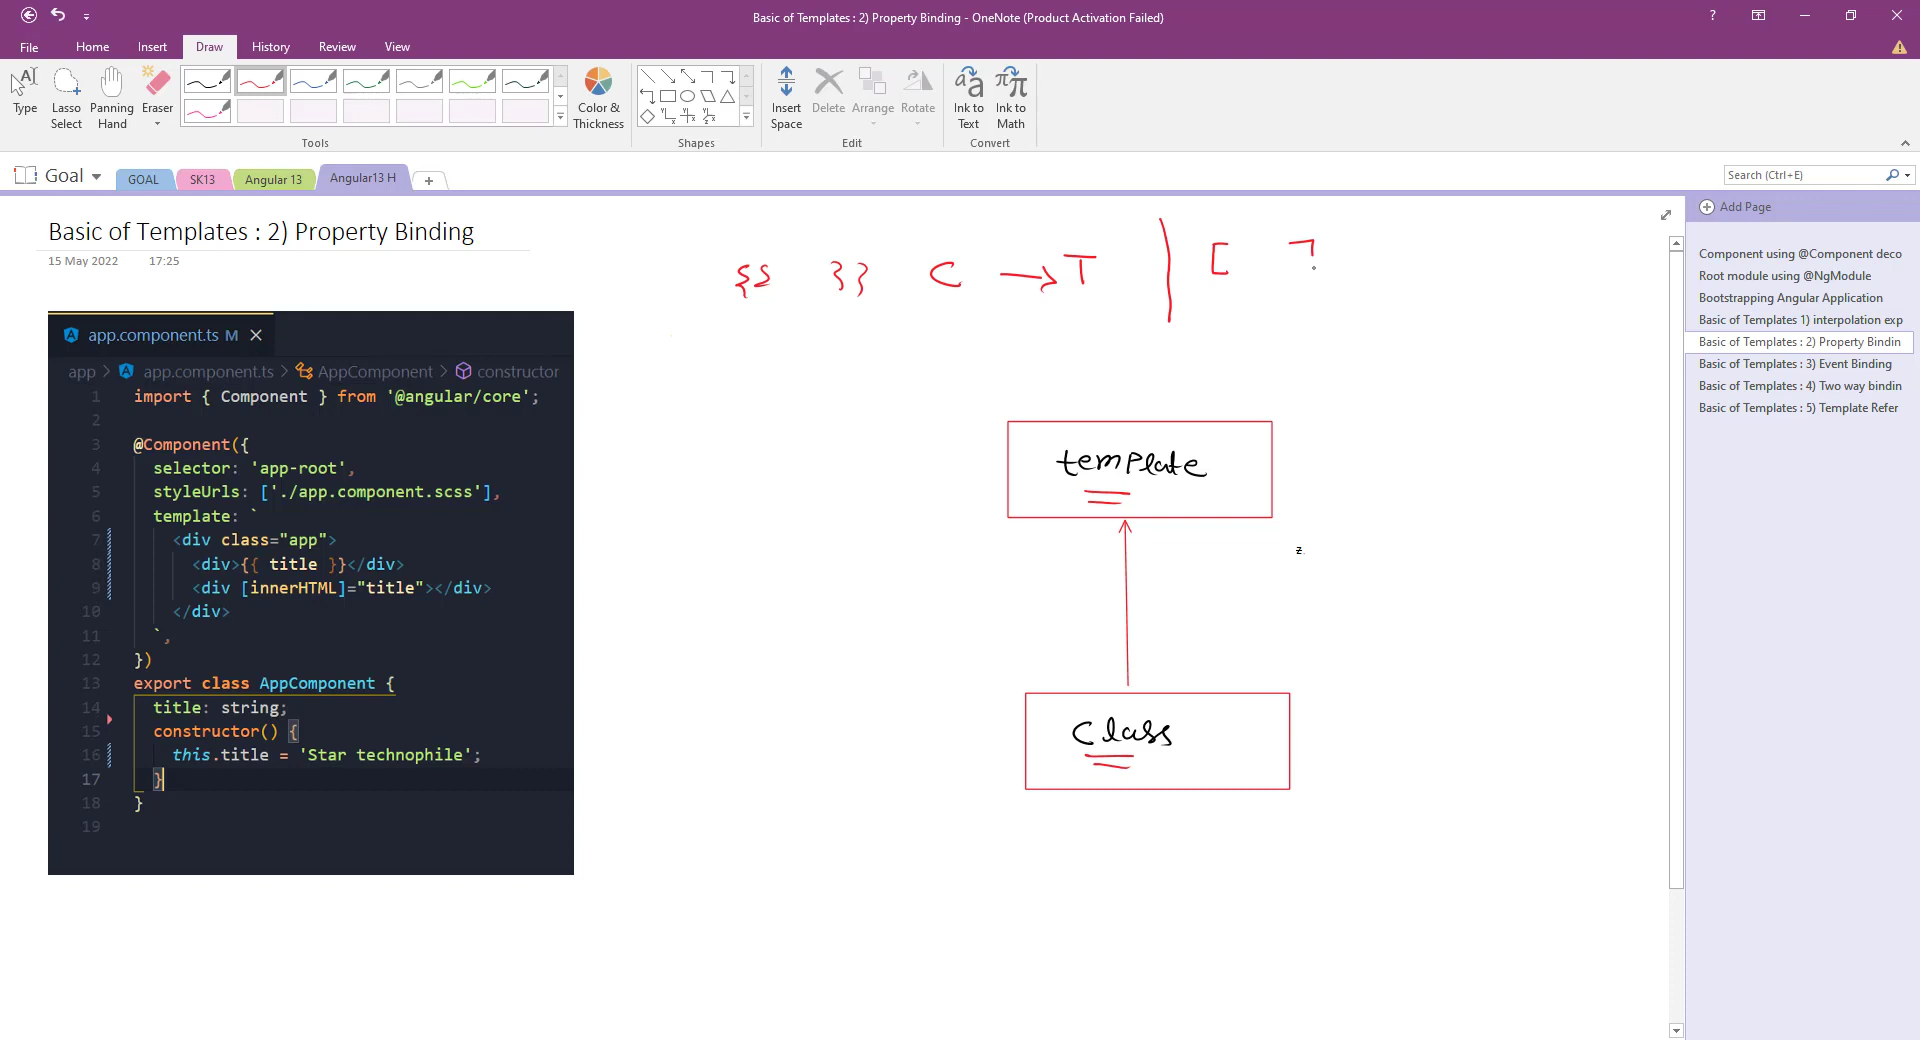 Basic of Templates : 2) Property Binding - OneNote (Product Activation Failed)
?
File Home Insert Draw History Review View
Type
Lasso Select
Panning Hand
Eraser
Color & Thickness
Insert Space
Delete
Arrange
Rotate
Ink to Text
Ink to Math
Tools
Shapes
Edit
Convert
Goal
GOAL
SK13
Angular 13
Angular13 H
+
Search (Ctrl+E)
Add Page
Component using @Component deco
Root module using @NgModule
Bootstrapping Angular Application
Basic of Templates 1) interpolation exp
Basic of Templates : 2) Property Bindin
Basic of Templates : 3) Event Binding
Basic of Templates : 4) Two way bindin
Basic of Templates : 5) Template Refer
Basic of Templates : 2) Property Binding
15 May 2022 17:25
app.component.ts M
app > app.component.ts > AppComponent > constructor
1 import { Component } from '@angular/core';
2
3 @Component({
4 selector: 'app-root',
5 styleUrls: ['./app.component.scss'],
6 template: `
7 <div class="app">
8 <div>{{ title }}</div>
9 <div [innerHTML]="title"></div>
10 </div>
11 `,
12 })
13 export class AppComponent {
14 title: string;
15 constructor() {
16 this.title = 'Star technophile';
17 }
18 }
19
{{ }} C → T | [
template
z
class